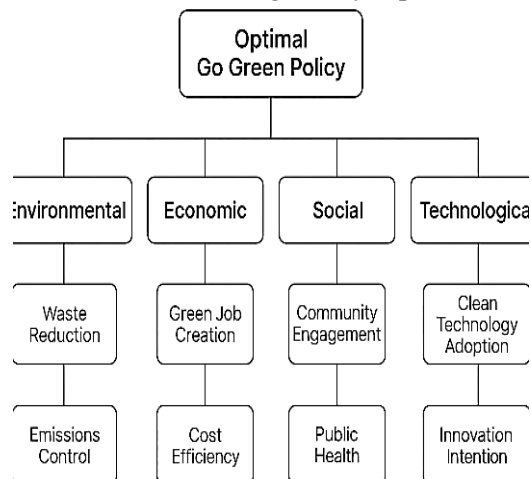 Optimal
Go Green Policy
Environmental
Economic
Social
Technologica
Waste
Reduction
Green Job
Creation
Community
Engagement
Clean
Technology
Adoption
Emissions
Control
Cost
Efficiency
Public
Health
Innovation
Intention